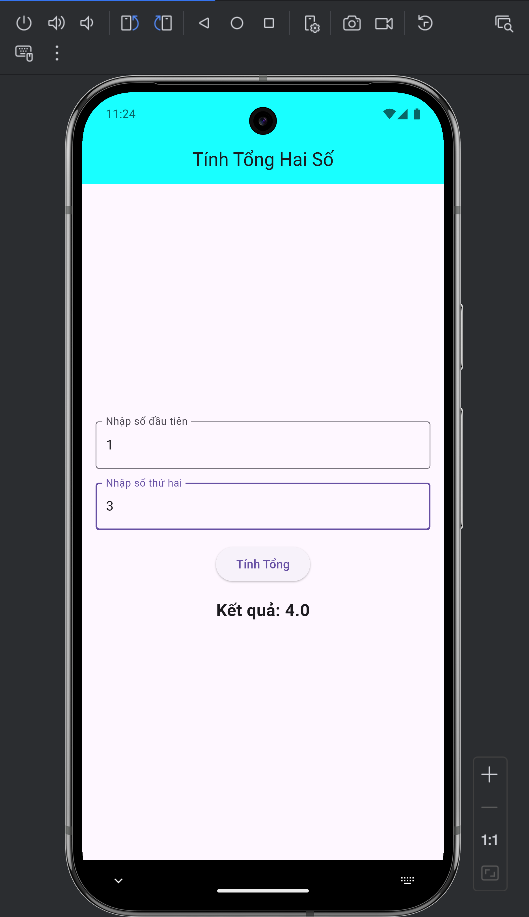 11:24
Tính Tổng Hai Số
Nhập số đầu tiên
1
Nhập số thứ hai
3
Tính Tổng
Kết quả: 4.0
1:1